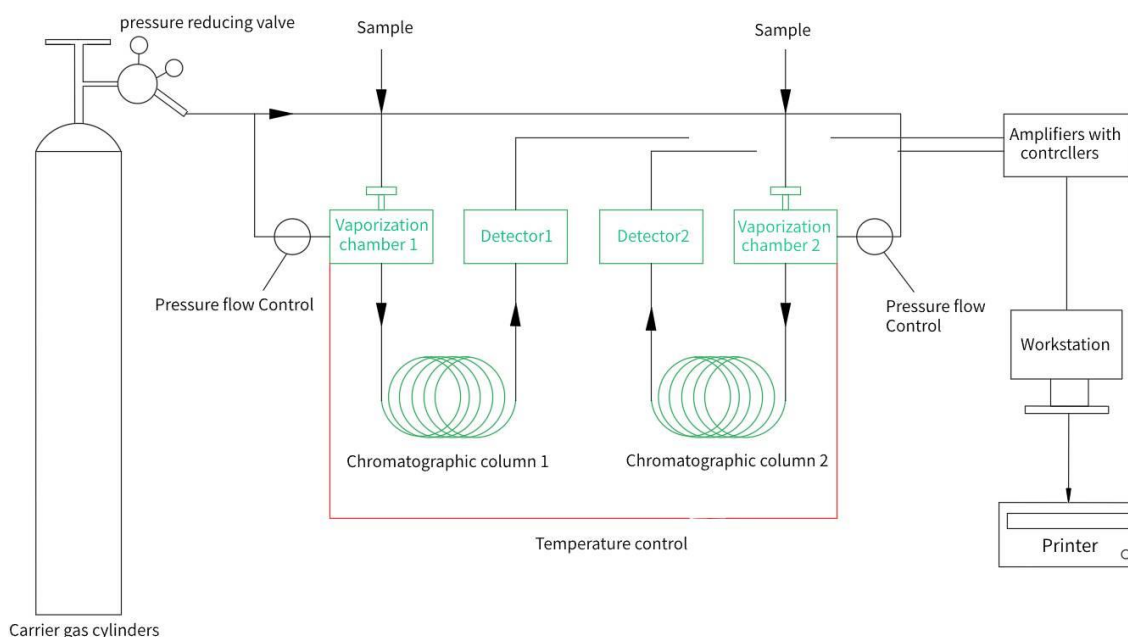 pressure reducing valve
Sample
Sample
Amplifiers with
contrcllers
Vaporization
chamber 1
Detector1
Detector2
Vaporization
chamber 2
Pressure flow Control
Pressure flow
Control
Workstation
Chromatographic column 1
Chromatographic column 2
Temperature control
Printer
Carrier gas cylinders